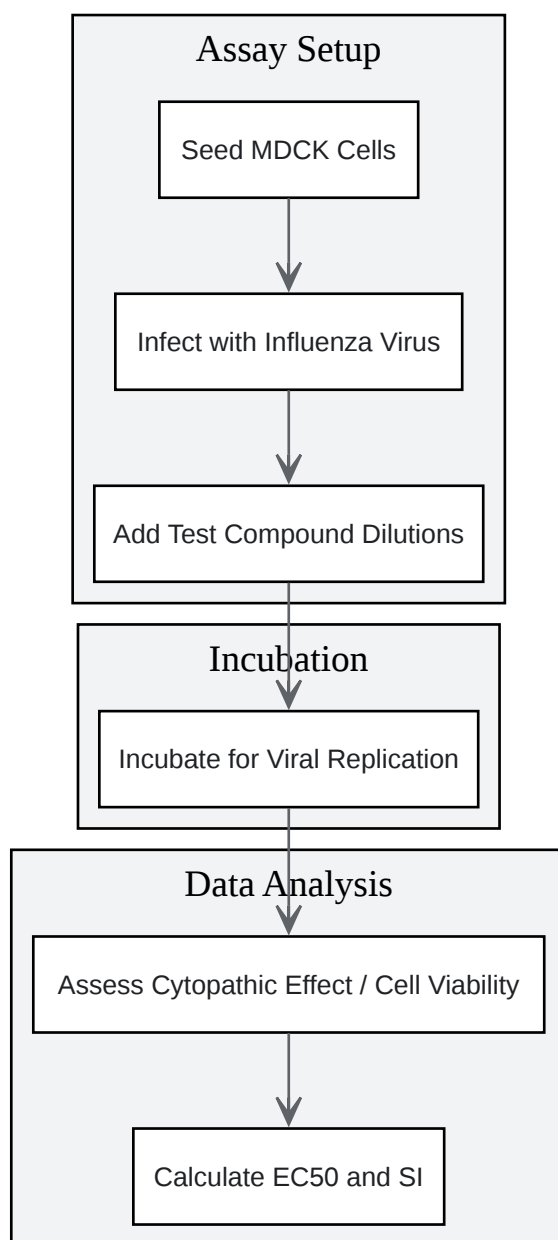 Assay Setup
Seed MDCK Cells
Infect with Influenza Virus
Add Test Compound Dilutions
Incubation
Incubate for Viral Replication
Data Analysis
Assess Cytopathic Effect / Cell Viability
Calculate EC50 and SI